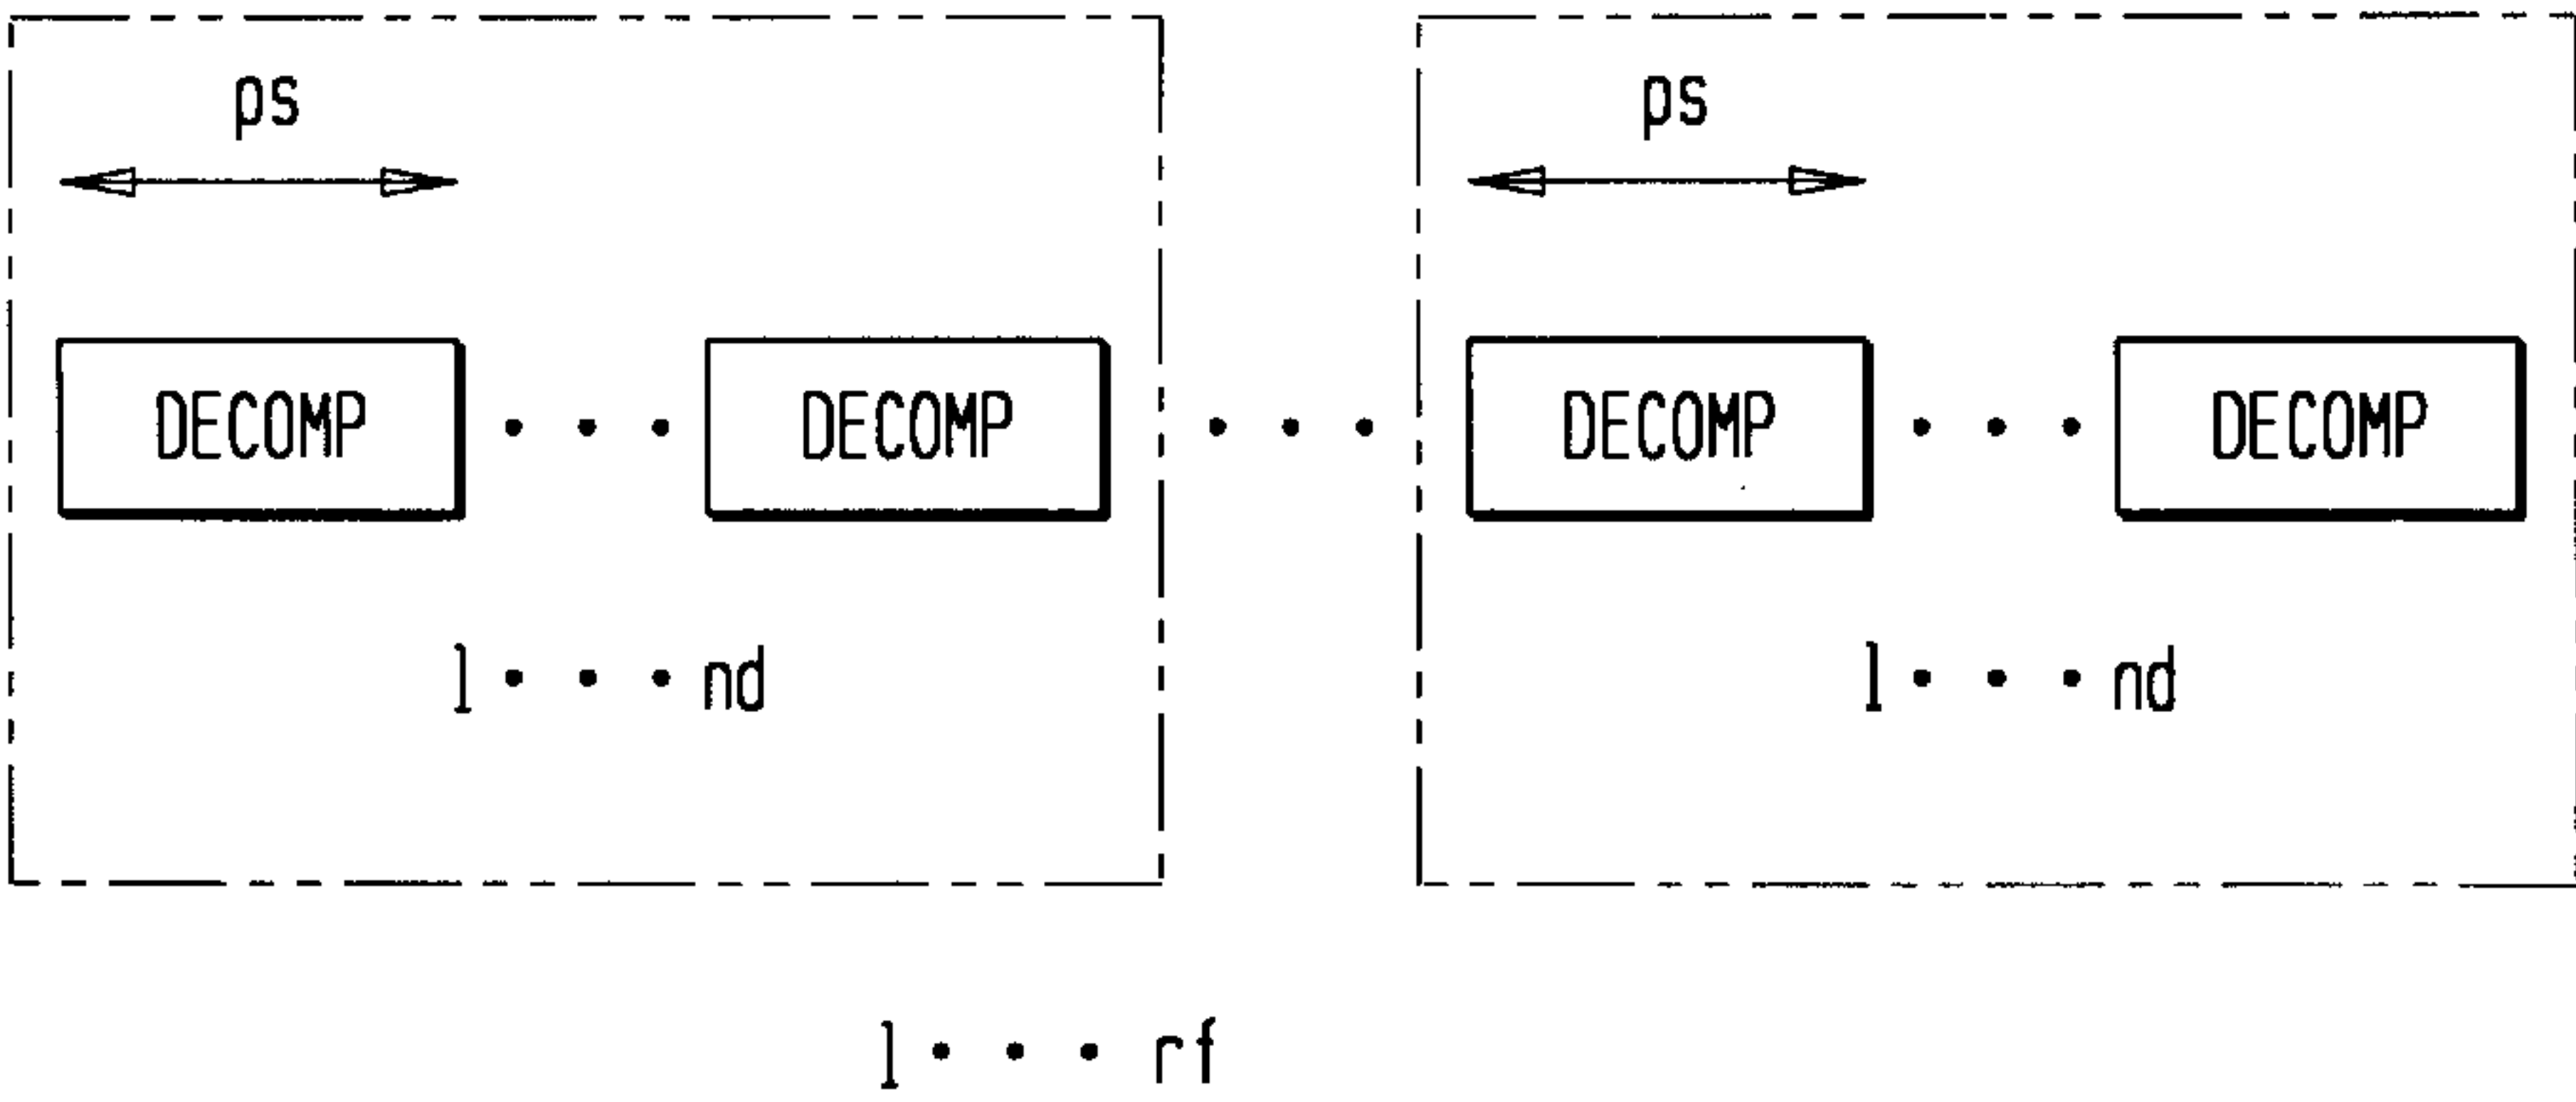 ps ps
DECOMP • • • DECOMP • • • DECOMP • • • DECOMP
1 • • • nd 1 • • • nd
1 • • • rf